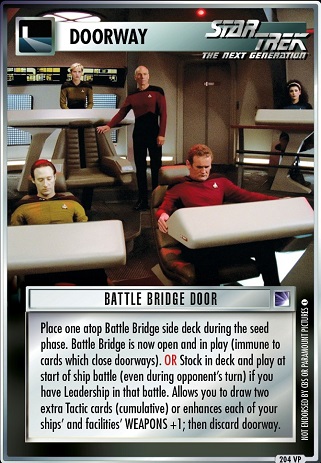 DOORWAY
STAR TREK
THE NEXT GENERATION
BATTLE BRIDGE DOOR
Place one atop Battle Bridge side deck during the seed
phase. Battle Bridge is now open and in play (immune to
cards which close doorways). OR Stock in deck and play at
start of ship battle (even during opponent's turn) if you
have Leadership in that battle. Allows you to draw two
extra Tactic cards (cumulative) or enhances each of your
ships' and facilities' WEAPONS +1; then discard doorway.
NOT ENDORSED BY CBS OR PARAMOUNT PICTURES
204 VP